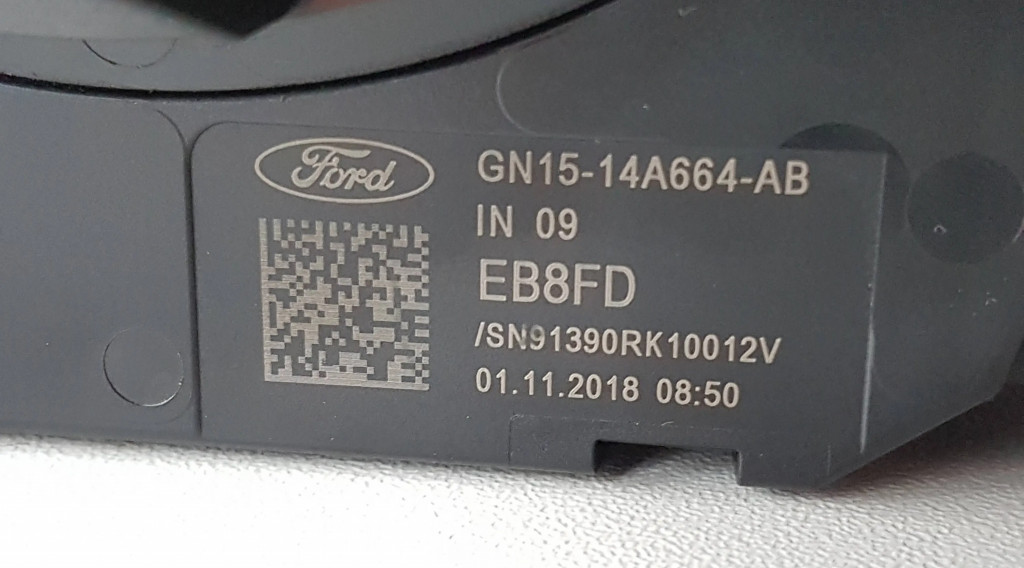 Ford
GN15-14A664-AB
IN 09
EB8FD
/SN91390RK10012V
01.11.2018 08:50